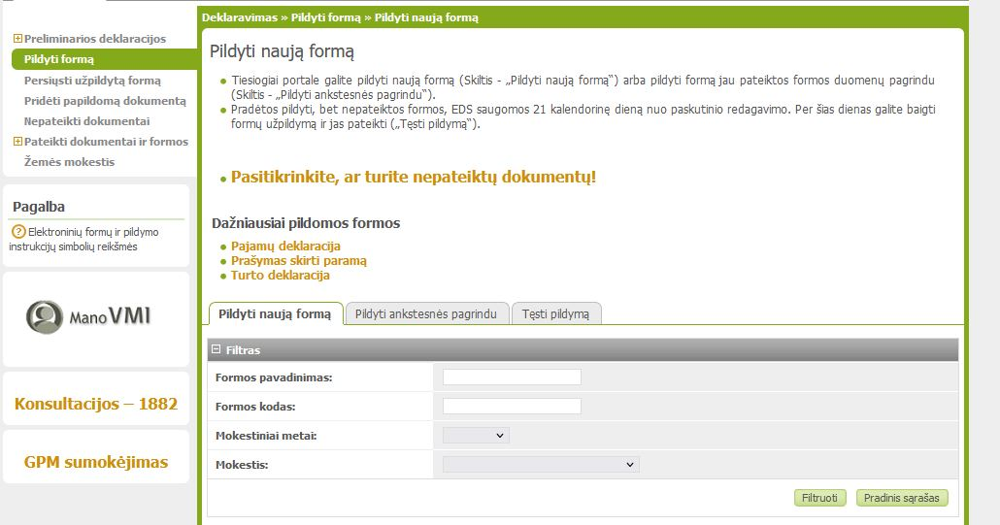 Preliminarios deklaracijos
Pildyti formą
Persiųsti užpildytą formą
Pridėti papildomą dokumentą
Nepateikti dokumentai
Pateikti dokumentai ir formos
Žemės mokestis
Pagalba
Elektroninių formų ir pildymo
instrukcijų simbolių reikšmės
Mano VMI
Konsultacijos – 1882
GPM sumokėjimas
Deklaravimas » Pildyti formą » Pildyti naują formą
Pildyti naują formą
Tiesiogiai portale galite pildyti naują formą (Skiltis - „Pildyti naują formą“) arba pildyti formą jau pateiktos formos duomenų pagrindu
(Skiltis - „Pildyti ankstesnės pagrindu“).
Pradėtos pildyti, bet nepateiktos formos, EDS saugomos 21 kalendorinę dieną nuo paskutinio redagavimo. Per šias dienas galite baigti
formų užpildymą ir jas pateikti („Tęsti pildymą“).
Pasitikrinkite, ar turite nepateiktų dokumentų!
Dažniausiai pildomos formos
Pajamų deklaracija
Prašymas skirti paramą
Turto deklaracija
Pildyti naują formą
Pildyti ankstesnės pagrindu
Tęsti pildymą
Filtras
Formos pavadinimas:
Formos kodas:
Mokestiniai metai:
Mokestis:
Filtruoti
Pradinis sąrašas